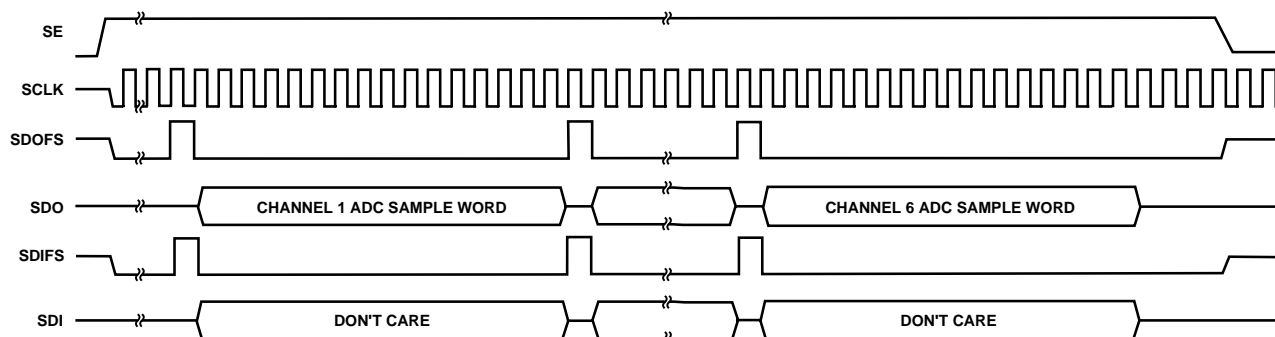 SE
SCLK
SDOFS
SDO
CHANNEL 1 ADC SAMPLE WORD
CHANNEL 6 ADC SAMPLE WORD
SDIFS
SDI
DON'T CARE
DON'T CARE